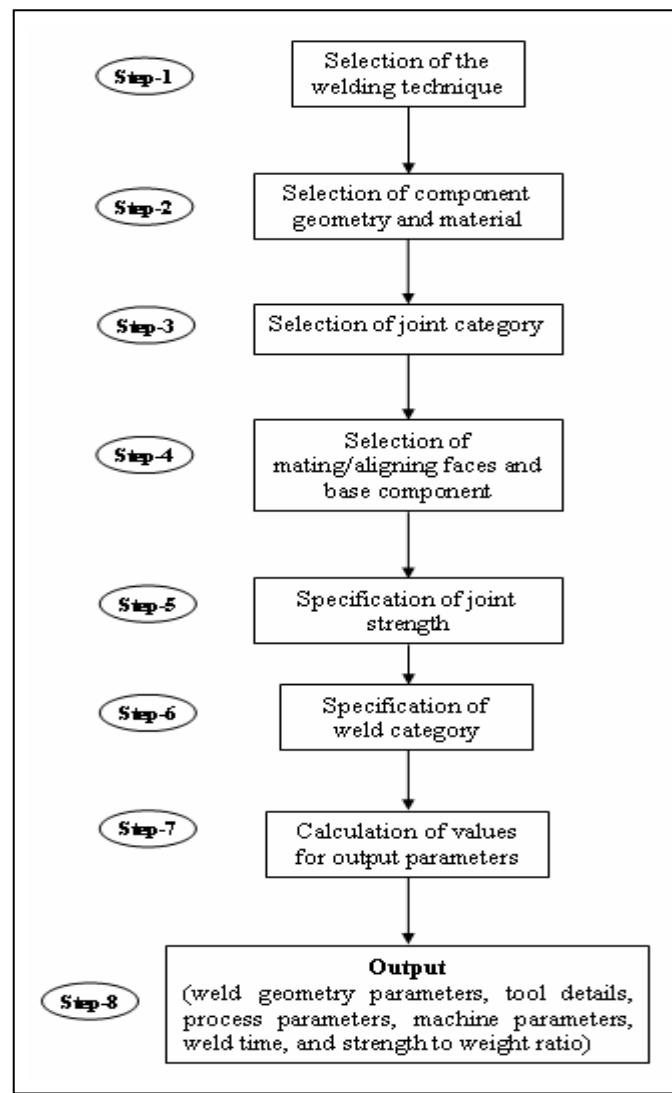 Step-1
Selection of the
welding technique
Step-2
Selection of component
geometry and material
Step-3
Selection of joint category
Step-4
Selection of
mating/aligning faces and
base component
Step-5
Specification of joint
strength
Step-6
Specification of
weld category
Step-7
Calculation of values
for output parameters
Step-8
Output
(weld geometry parameters, tool details,
process parameters, machine parameters,
weld time, and strength to weight ratio)